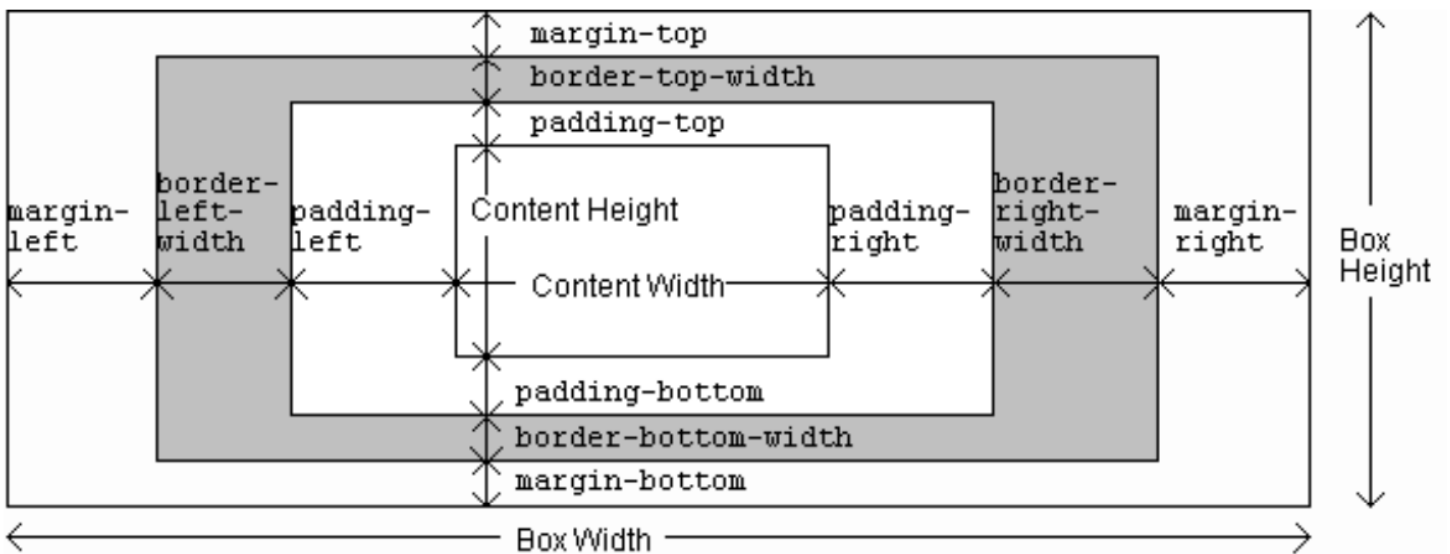 margin-top
border-top-width
padding-top
margin-
left
border-
left-
width
padding-
left
Content Height
Content Width
padding-
right
border-
right-
width
margin-
right
Box
Height
padding-bottom
border-bottom-width
margin-bottom
Box Width